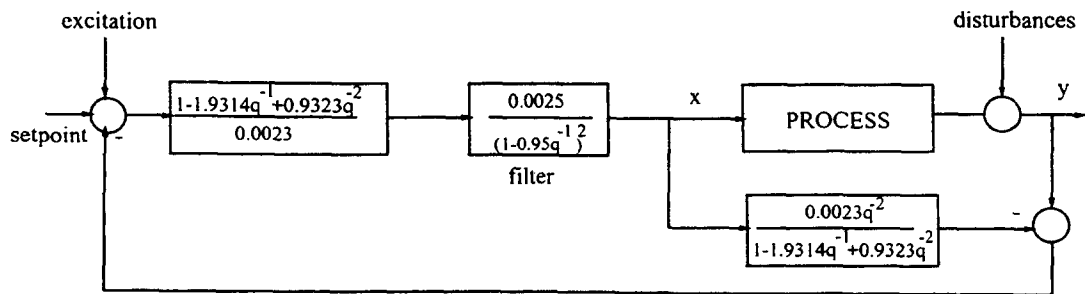 excitation
disturbances
setpoint
-
1-1.9314q^-1+0.9323q^-2
0.0023
0.0025
(1-0.95q^-1)^2
filter
x
PROCESS
y
0.0023q^-2
1-1.9314q^-1+0.9323q^-2
-